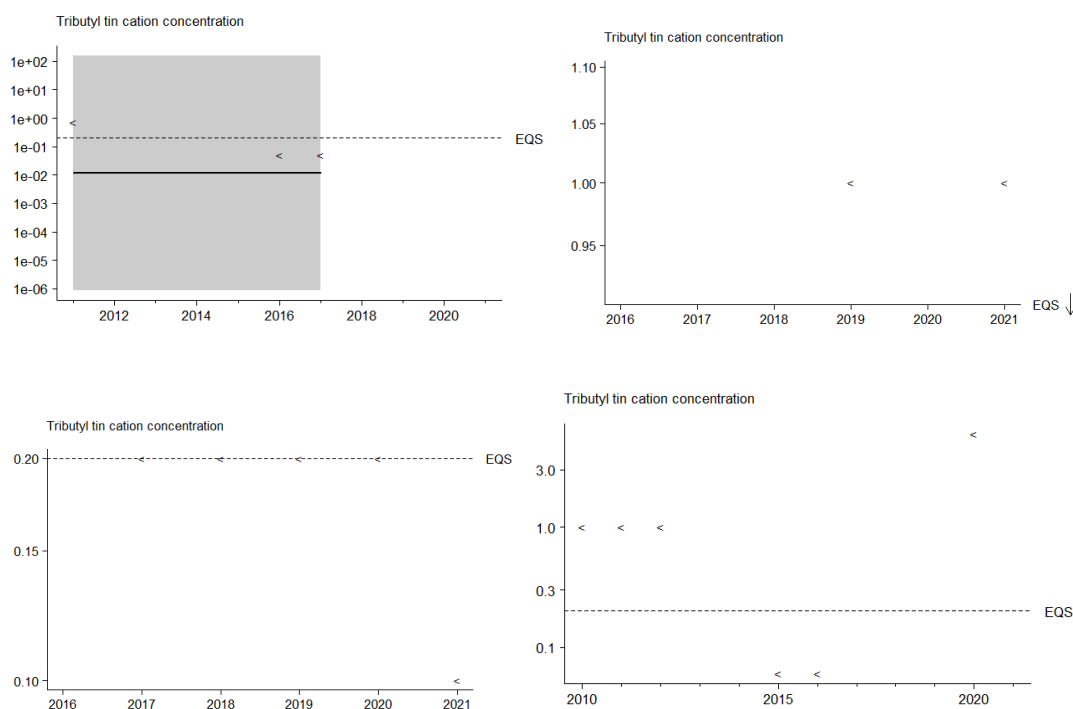 Tributyl tin cation concentration
1e+02
1e+01
1e+00
<
EQS
1e-01
< <
1e-02
1e-03
1e-04
1e-05
1e-06
2012 2014 2016 2018 2020
Tributyl tin cation concentration
1.10
1.05
1.00 < <
0.95
EQS ↓
2016 2017 2018 2019 2020 2021
Tributyl tin cation concentration
0.20 < < < < EQS
0.15
0.10 <
2016 2017 2018 2019 2020 2021
Tributyl tin cation concentration
<
3.0
1.0 < < <
0.3
EQS
0.1
< <
2010 2015 2020